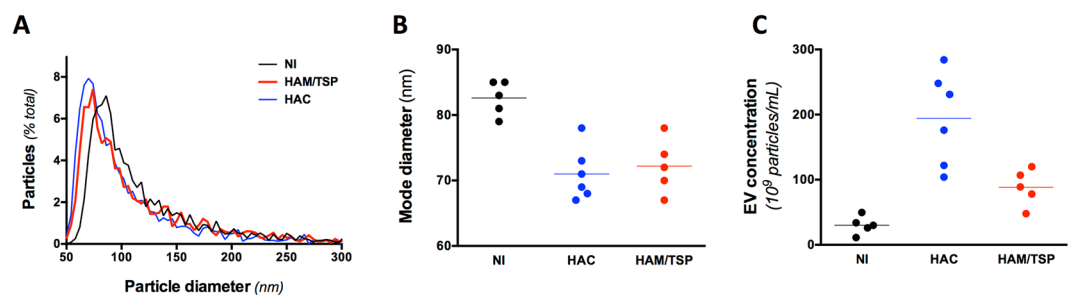 A
Particles (% total)
8
6
4
2
0
NI
HAM/TSP
HAC
50 100 150 200 250 300
Particle diameter (nm)
B
Mode diameter (nm)
90
80
70
60
NI HAC HAM/TSP
C
EV concentration
(10⁹ particles/mL)
300
200
100
0
NI HAC HAM/TSP